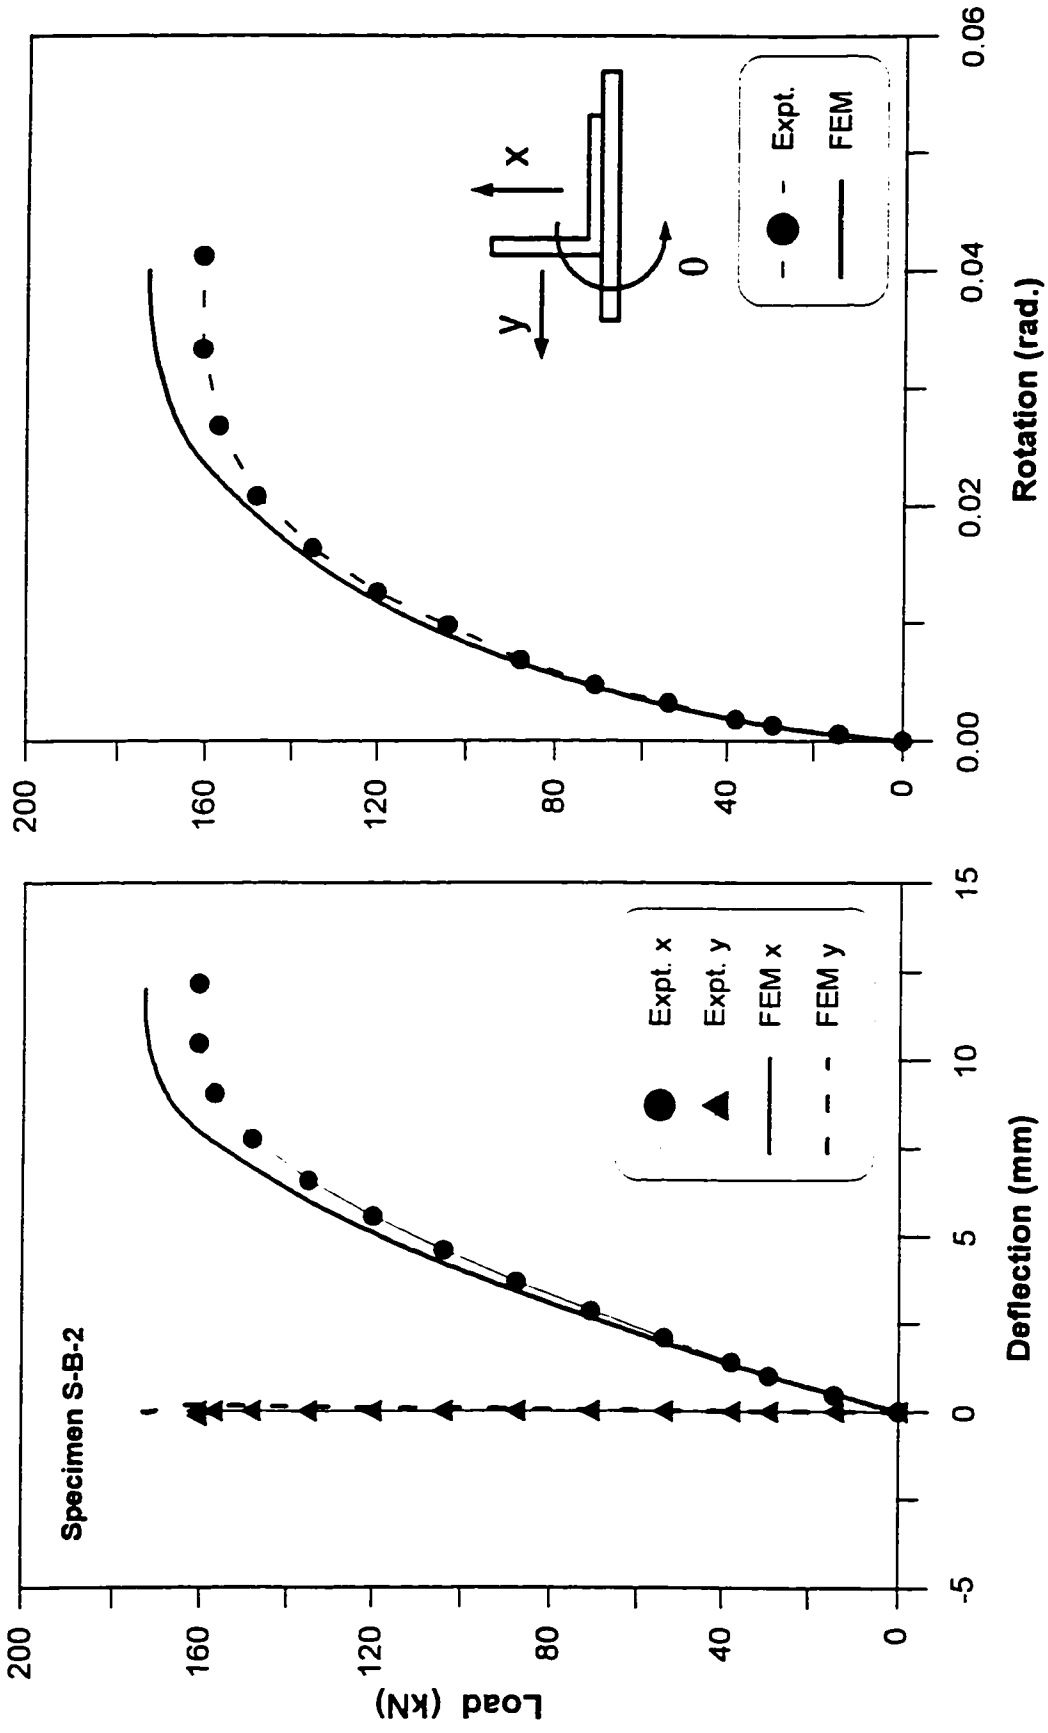 Specimen S-B-2
Load (kN)
200
160
120
80
40
0
-5
0
5
10
15
Deflection (mm)
Expt. x
Expt. y
FEM x
FEM y
200
160
120
80
40
0
0.00
0.02
0.04
0.06
Rotation (rad.)
y
x
θ
Expt.
FEM